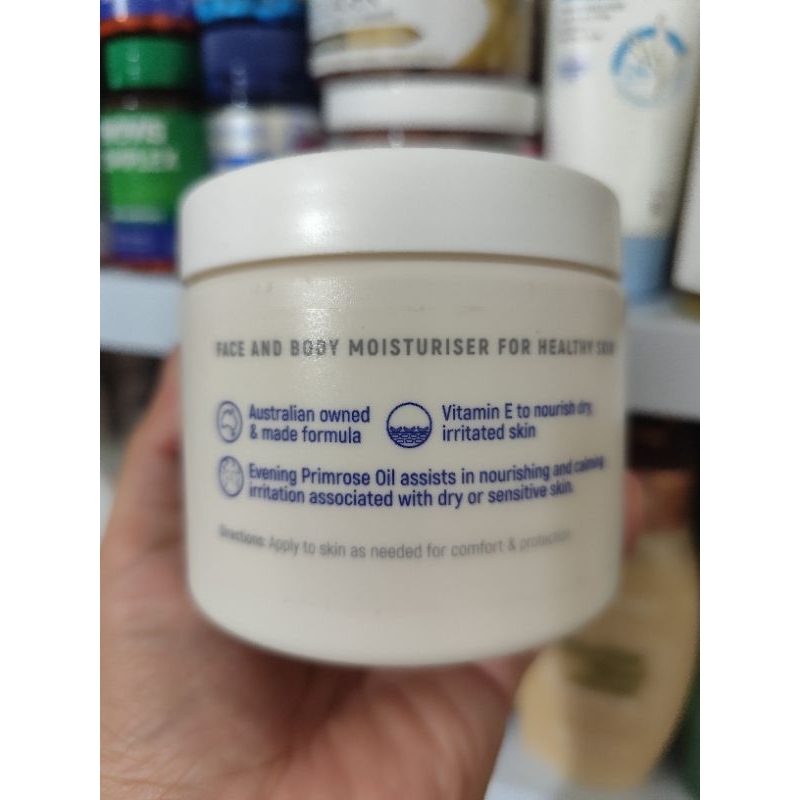 FACE AND BODY MOISTURISER FOR HEALTHY SKIN
Australian owned
& made formula
Vitamin E to nourish dry,
irritated skin
Evening Primrose Oil assists in nourishing and calming
irritation associated with dry or sensitive skin.
Directions: Apply to skin as needed for comfort & protection